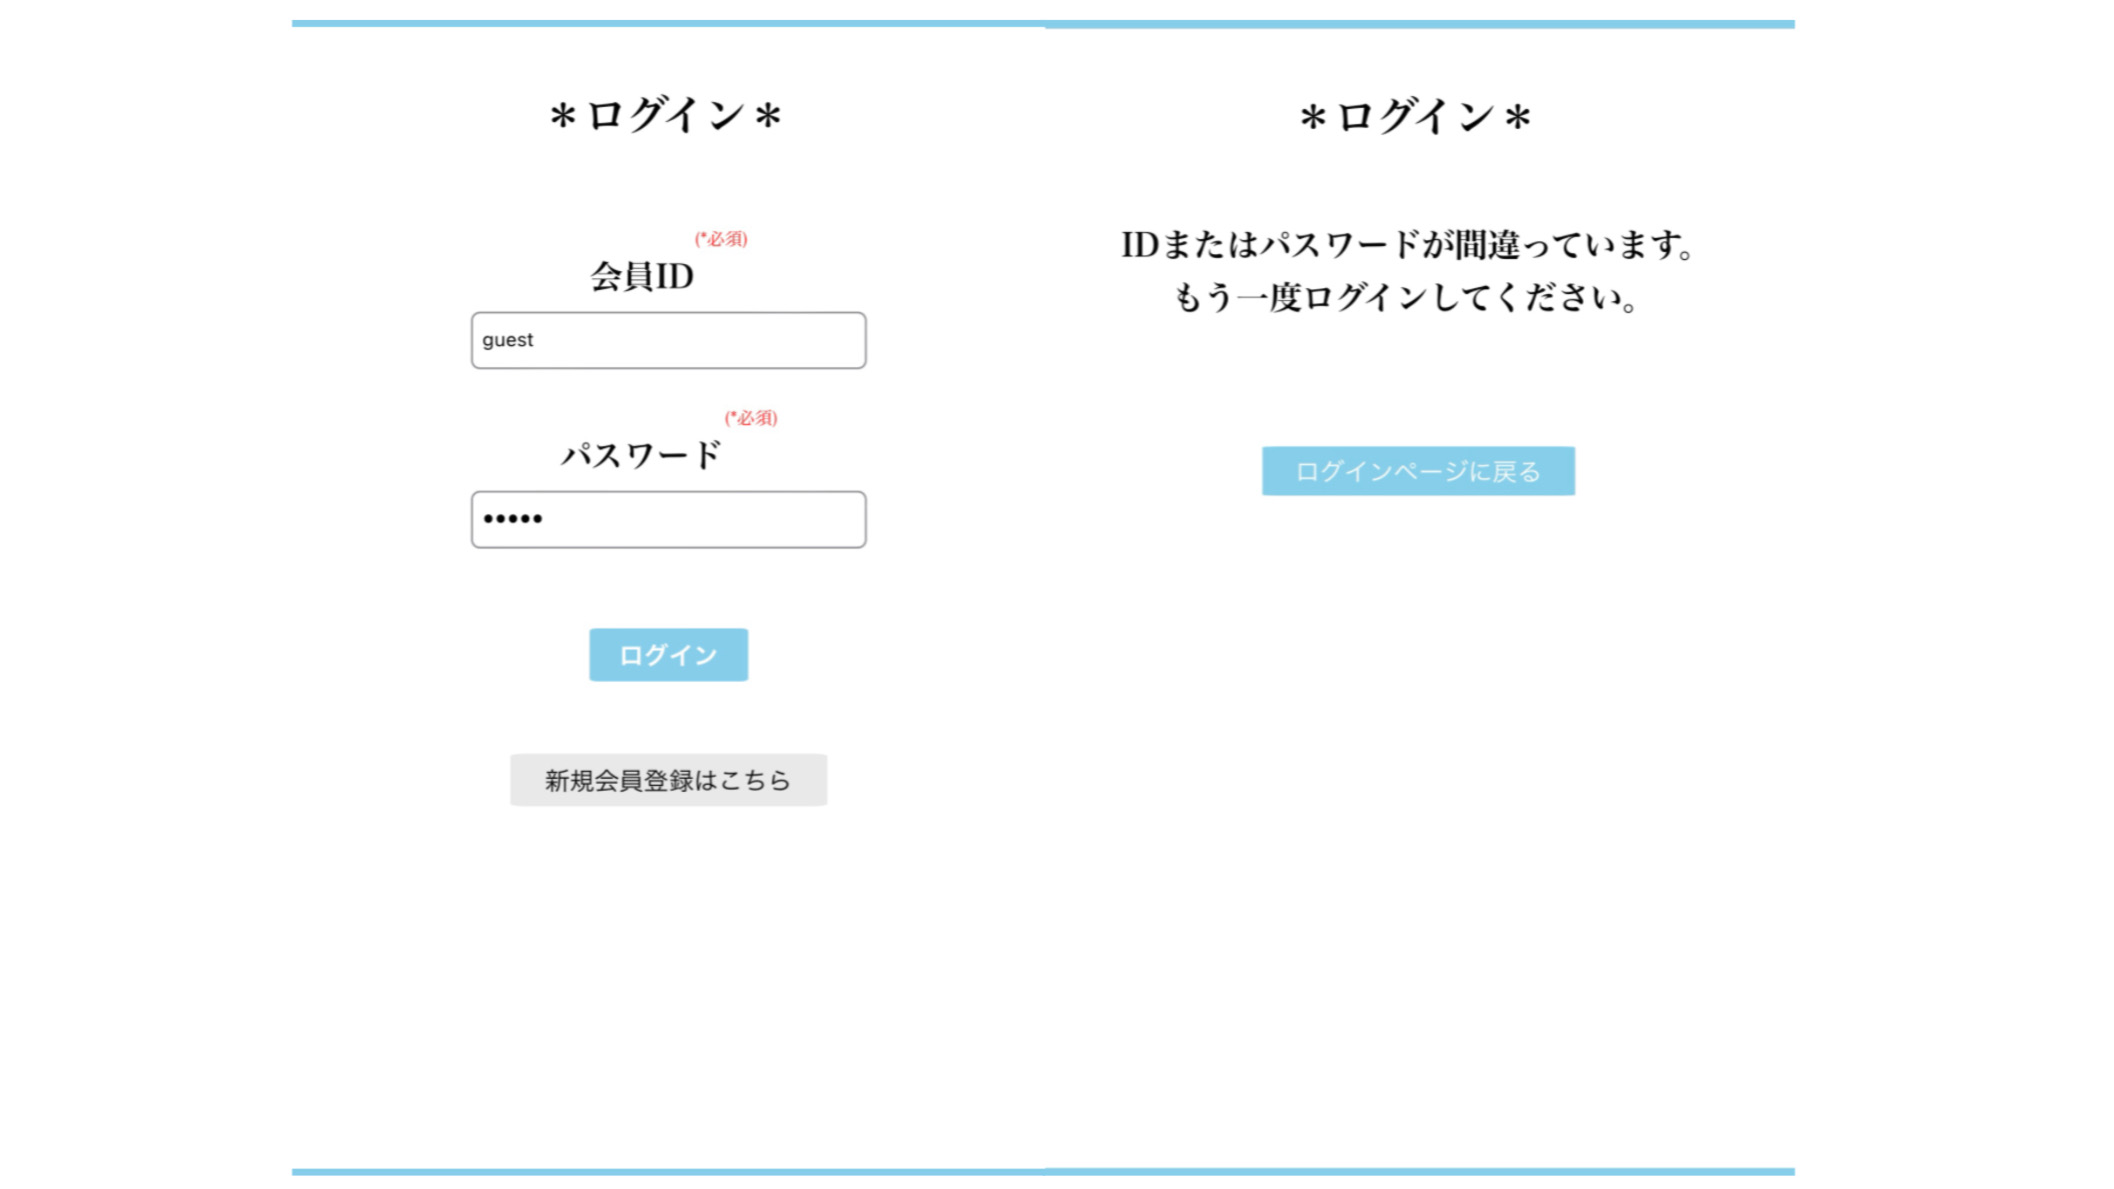 ＊ログイン＊
(*必須)
会員ID
guest
(*必須)
パスワード
•••••
ログイン
新規会員登録はこちら
＊ログイン＊
IDまたはパスワードが間違っています。
もう一度ログインしてください。
ログインページに戻る